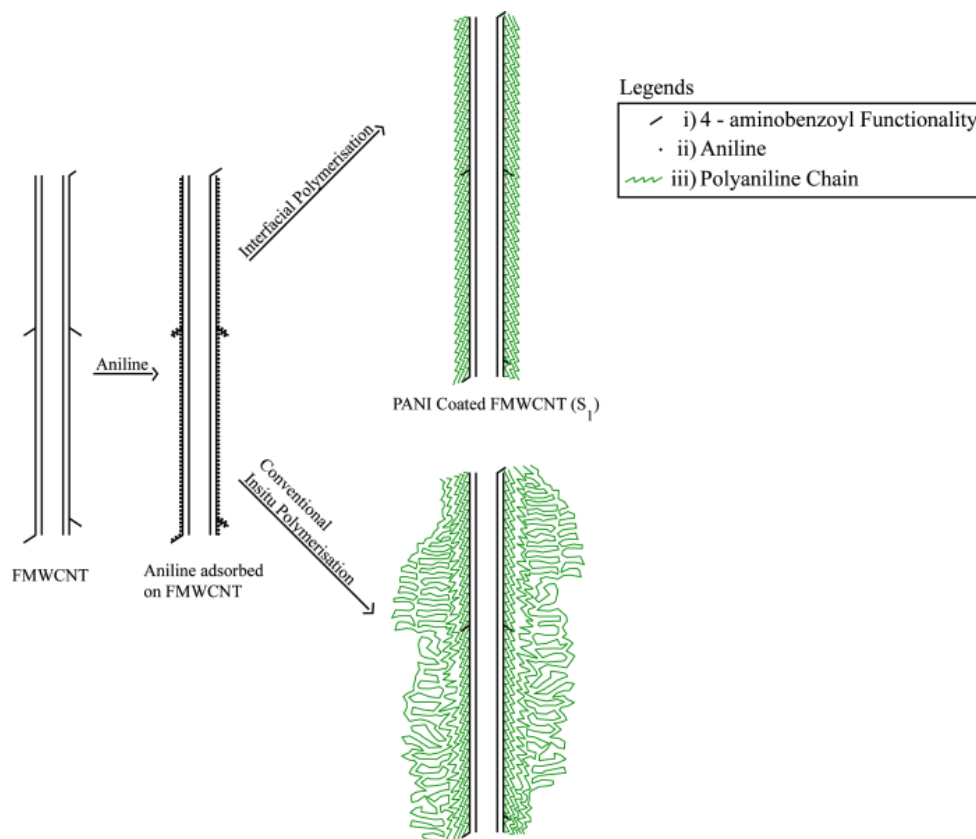 Legends
i) 4 - aminobenzoyl Functionality
ii) Aniline
iii) Polyaniline Chain
Interfacial Polymerisation
Aniline
PANI Coated FMWCNT (S1)
Conventional
Insitu Polymerisation
FMWCNT
Aniline adsorbed
on FMWCNT